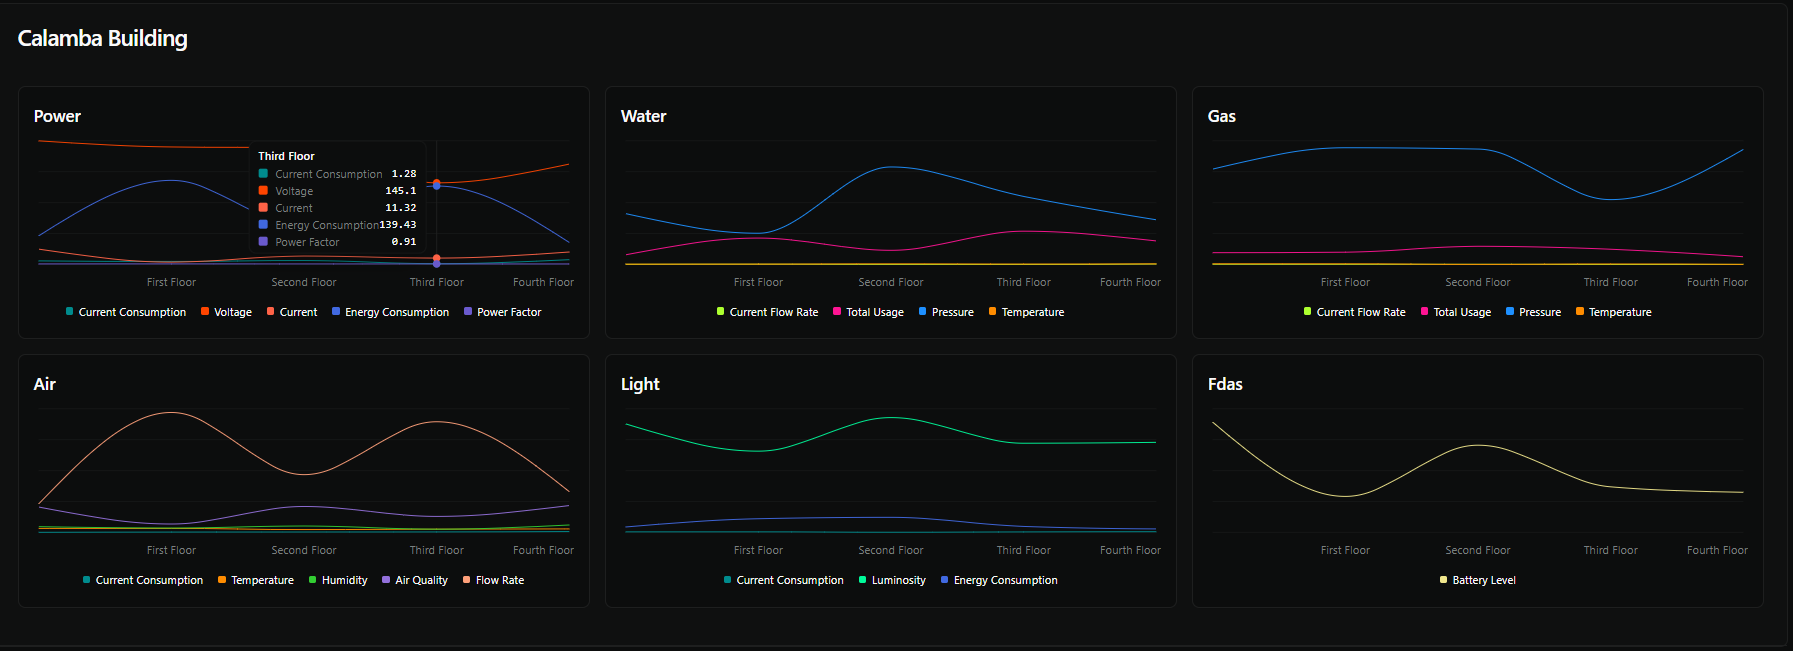 Calamba Building
Power
Third Floor
Current Consumption 1.28
Voltage 145.1
Current 11.32
Energy Consumption 139.43
Power Factor 0.91
First Floor Second Floor Third Floor Fourth Floor
Current Consumption Voltage Current Energy Consumption Power Factor
Water
First Floor Second Floor Third Floor Fourth Floor
Current Flow Rate Total Usage Pressure Temperature
Gas
First Floor Second Floor Third Floor Fourth Floor
Current Flow Rate Total Usage Pressure Temperature
Air
First Floor Second Floor Third Floor Fourth Floor
Current Consumption Temperature Humidity Air Quality Flow Rate
Light
First Floor Second Floor Third Floor Fourth Floor
Current Consumption Luminosity Energy Consumption
Fdas
First Floor Second Floor Third Floor Fourth Floor
Battery Level